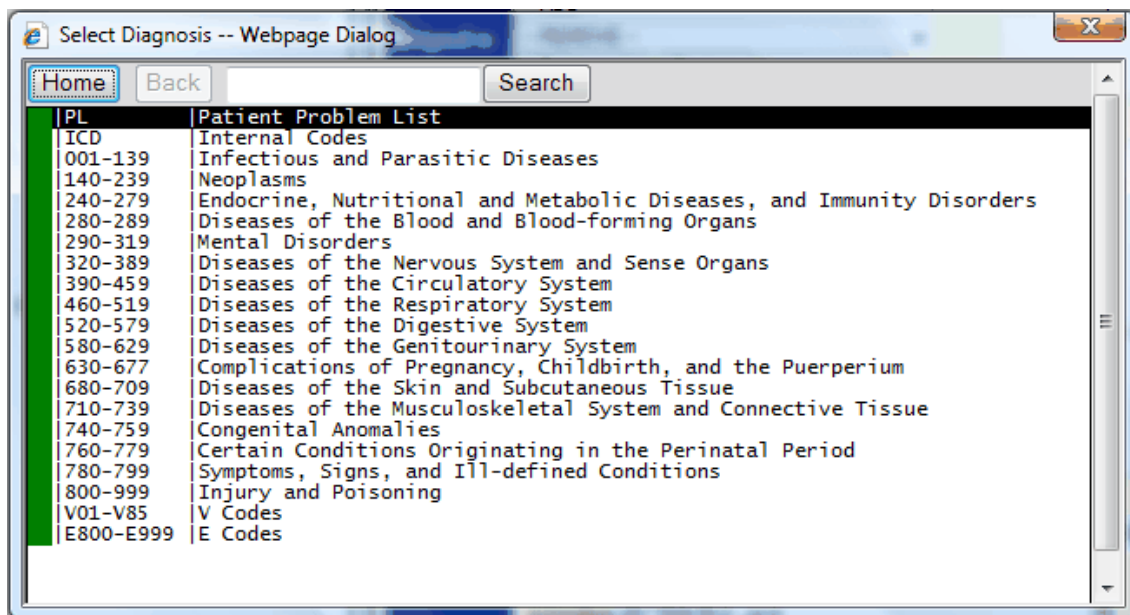 Select Diagnosis -- Webpage Dialog
Home Back Search
|PL |Patient Problem List
|ICD |Internal Codes
|001-139 |Infectious and Parasitic Diseases
|140-239 |Neoplasms
|240-279 |Endocrine, Nutritional and Metabolic Diseases, and Immunity Disorders
|280-289 |Diseases of the Blood and Blood-forming Organs
|290-319 |Mental Disorders
|320-389 |Diseases of the Nervous System and Sense Organs
|390-459 |Diseases of the Circulatory System
|460-519 |Diseases of the Respiratory System
|520-579 |Diseases of the Digestive System
|580-629 |Diseases of the Genitourinary System
|630-677 |Complications of Pregnancy, Childbirth, and the Puerperium
|680-709 |Diseases of the Skin and Subcutaneous Tissue
|710-739 |Diseases of the Musculoskeletal System and Connective Tissue
|740-759 |Congenital Anomalies
|760-779 |Certain Conditions Originating in the Perinatal Period
|780-799 |Symptoms, Signs, and Ill-defined Conditions
|800-999 |Injury and Poisoning
|V01-V85 |V Codes
|E800-E999 |E Codes